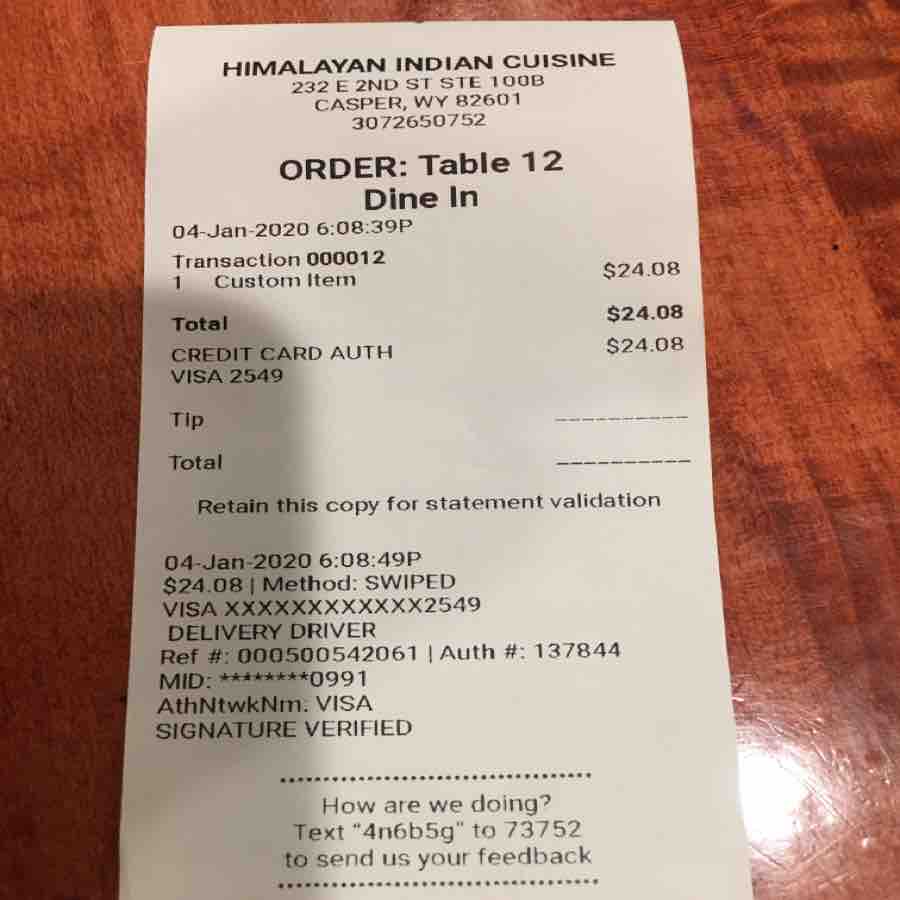 HIMALAYAN INDIAN CUISINE
232 E 2ND ST STE 100B
CASPER, WY 82601
3072650752
ORDER: Table 12
Dine In
04-Jan-2020 6:08:39P
Transaction 000012
1 Custom Item $24.08
Total $24.08
CREDIT CARD AUTH $24.08
VISA 2549
Tip __________
Total __________
Retain this copy for statement validation
04-Jan-2020 6:08:49P
$24.08 | Method: SWIPED
VISA XXXXXXXXXXXX2549
DELIVERY DRIVER
Ref #: 000500542061 | Auth #: 137844
MID: ********0991
AthNtwkNm: VISA
SIGNATURE VERIFIED
How are we doing?
Text "4n6b5g" to 73752
to send us your feedback